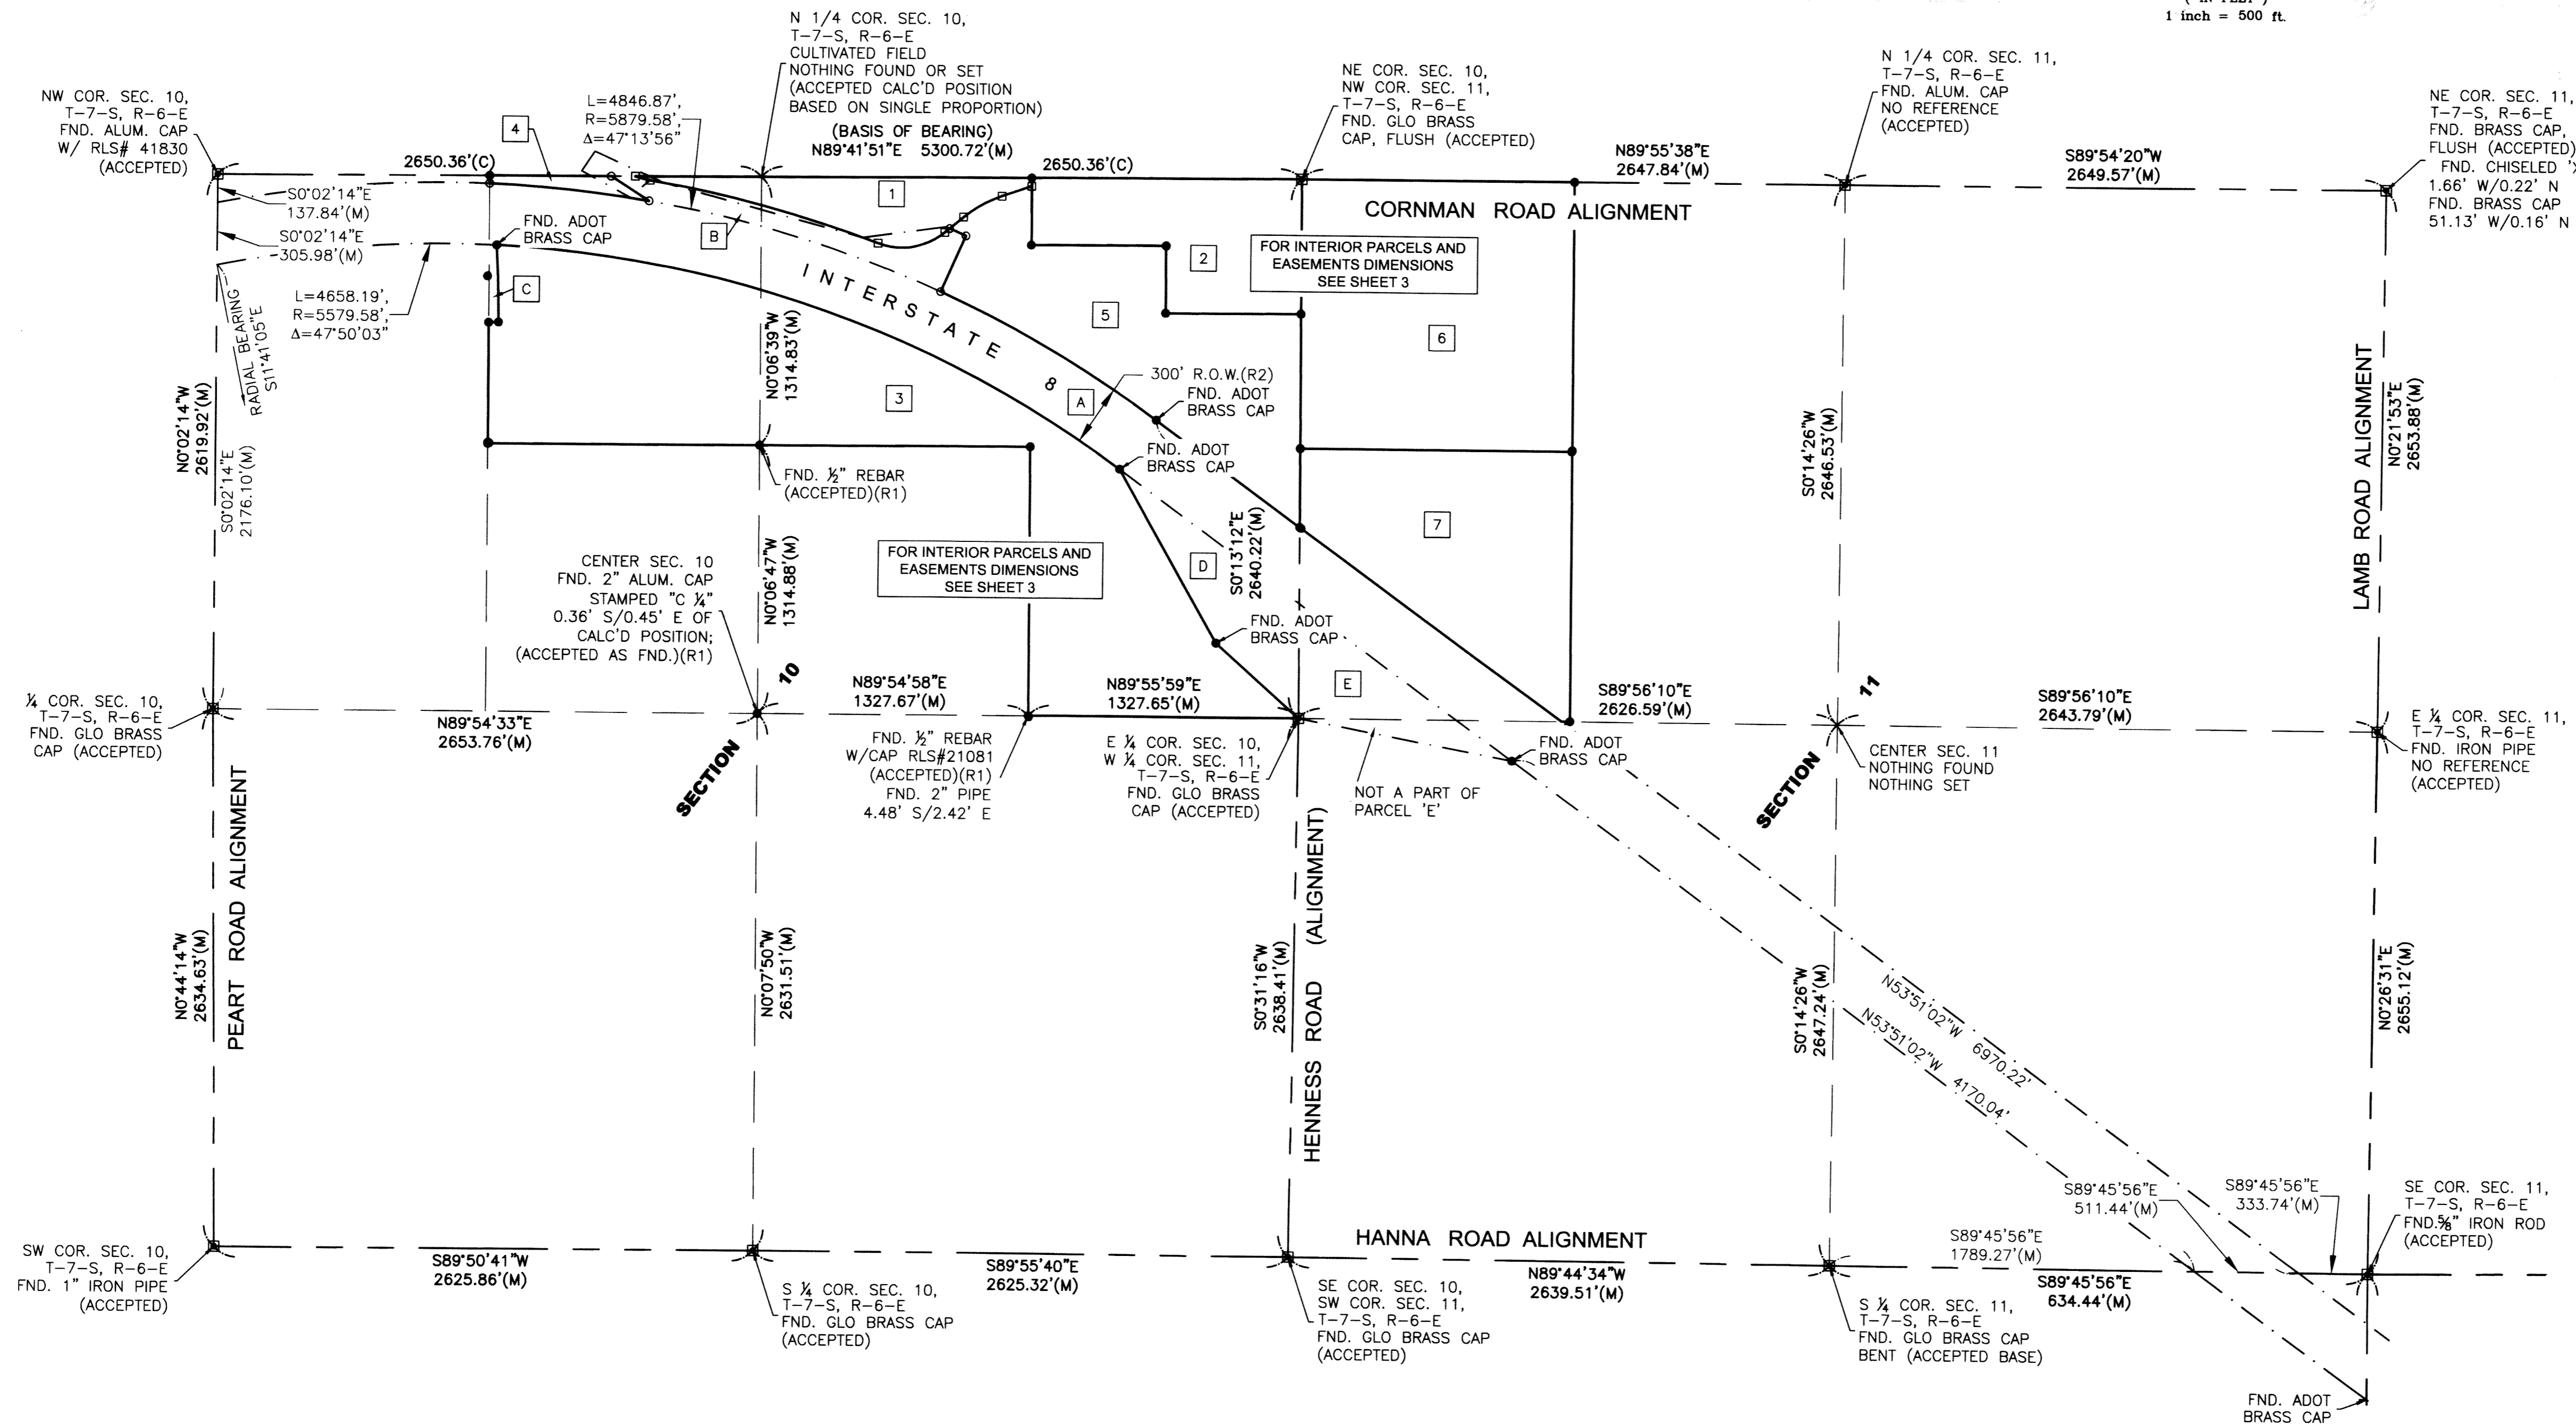 ( IN FEET )
1 inch = 500 ft.
NW COR. SEC. 10,
T-7-S, R-6-E
FND. ALUM. CAP
W/ RLS# 41830
(ACCEPTED)
4
2650.36'(C)
L=4846.87',
R=5879.58',
Δ=47°13'56"
N 1/4 COR. SEC. 10,
T-7-S, R-6-E
CULTIVATED FIELD
NOTHING FOUND OR SET
(ACCEPTED CALC'D POSITION
BASED ON SINGLE PROPORTION)
(BASIS OF BEARING)
N89°41'51"E 5300.72'(M)
2650.36'(C)
NE COR. SEC. 10,
NW COR. SEC. 11,
T-7-S, R-6-E
FND. GLO BRASS
CAP, FLUSH (ACCEPTED)
N89°55'38"E
2647.84'(M)
N 1/4 COR. SEC. 11,
T-7-S, R-6-E
FND. ALUM. CAP
NO REFERENCE
(ACCEPTED)
S89°54'20"W
2649.57'(M)
NE COR. SEC. 11,
T-7-S, R-6-E
FND. BRASS CAP,
FLUSH (ACCEPTED)
FND. CHISELED
1.66' W/0.22' N
FND. BRASS CAP
51.13' W/0.16' N
CORNMAN ROAD ALIGNMENT
S0°02'14"E
137.84'(M)
S0°02'14"E
305.98'(M)
FND. ADOT
BRASS CAP
B
1
2
FOR INTERIOR PARCELS AND
EASEMENTS DIMENSIONS
SEE SHEET 3
C
L=4658.19',
R=5579.58',
Δ=47°50'03"
RADIAL BEARING
S11°41'05"E
INTERSTATE 8
5
6
N0°06'39"W
1314.83'(M)
3
A
300' R.O.W.(R2)
FND. ADOT
BRASS CAP
N0°02'14"W
2619.92'(M)
S0°02'14"E
2176.10'(M)
FND. ½" REBAR
(ACCEPTED)(R1)
FND. ADOT
BRASS CAP
7
S0°14'26"W
2646.53'(M)
LAMB ROAD ALIGNMENT
N0°21'53"E
2653.88'(M)
CENTER SEC. 10
FND. 2" ALUM. CAP
STAMPED "C ¼"
0.36' S/0.45' E OF
CALC'D POSITION;
(ACCEPTED AS FND.)(R1)
N0°06'47"W
1314.88'(M)
FOR INTERIOR PARCELS AND
EASEMENTS DIMENSIONS
SEE SHEET 3
D
S0°13'12"E
2640.22'(M)
FND. ADOT
BRASS CAP
E
¼ COR. SEC. 10,
T-7-S, R-6-E
FND. GLO BRASS
CAP (ACCEPTED)
N89°54'33"E
2653.76'(M)
SECTION 10
N89°54'58"E
1327.67'(M)
N89°55'59"E
1327.65'(M)
FND. ½" REBAR
W/CAP RLS#21081
(ACCEPTED)(R1)
FND. 2" PIPE
4.48' S/2.42' E
E ¼ COR. SEC. 10,
W ¼ COR. SEC. 11,
T-7-S, R-6-E
FND. GLO BRASS
CAP (ACCEPTED)
NOT A PART OF
PARCEL 'E'
FND. ADOT
BRASS CAP
S89°56'10"E
2626.59'(M)
SECTION 11
CENTER SEC. 11
NOTHING FOUND
NOTHING SET
S89°56'10"E
2643.79'(M)
E ¼ COR. SEC. 11,
T-7-S, R-6-E
FND. IRON PIPE
NO REFERENCE
(ACCEPTED)
N0°44'14"W
2634.63'(M)
PEART ROAD ALIGNMENT
N0°07'50"W
2631.51'(M)
S0°31'16"W
2638.41'(M)
HENNESS ROAD (ALIGNMENT)
S0°14'26"W
2647.24'(M)
N53°51'02"W 6970.22'
N53°51'02"W 4170.04'
N0°26'31"E
2655.12'(M)
SW COR. SEC. 10,
T-7-S, R-6-E
FND. 1" IRON PIPE
(ACCEPTED)
S89°50'41"W
2625.86'(M)
S ¼ COR. SEC. 10,
T-7-S, R-6-E
FND. GLO BRASS CAP
(ACCEPTED)
S89°55'40"E
2625.32'(M)
HANNA ROAD ALIGNMENT
SE COR. SEC. 10,
SW COR. SEC. 11,
T-7-S, R-6-E
FND. GLO BRASS CAP
(ACCEPTED)
N89°44'34"W
2639.51'(M)
S ¼ COR. SEC. 11,
T-7-S, R-6-E
FND. GLO BRASS CAP
BENT (ACCEPTED BASE)
S89°45'56"E
1789.27'(M)
S89°45'56"E
634.44'(M)
S89°45'56"E
511.44'(M)
S89°45'56"E
333.74'(M)
SE COR. SEC. 11,
T-7-S, R-6-E
FND.⅝" IRON ROD
(ACCEPTED)
FND. ADOT
BRASS CAP